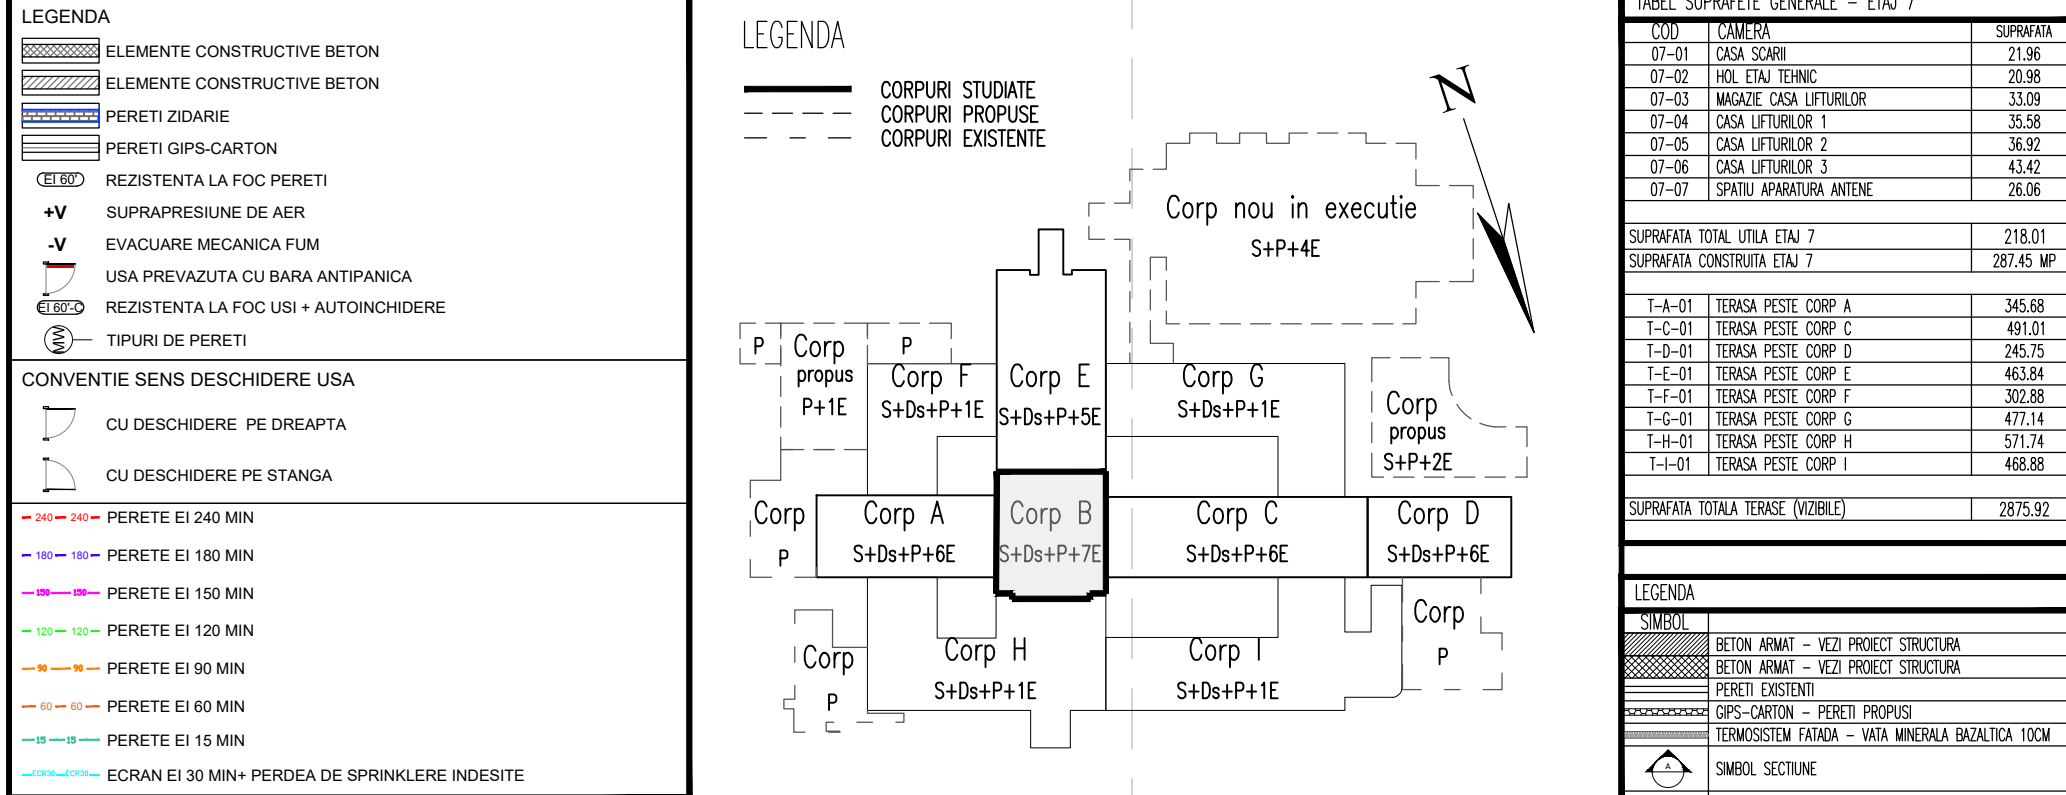 LEGENDA
ELEMENTE CONSTRUCTIVE BETON
ELEMENTE CONSTRUCTIVE BETON
PERETI ZIDARIE
PERETI GIPS-CARTON
EI 60' REZISTENTA LA FOC PERETI
+V SUPRAPRESIUNE DE AER
-V EVACUARE MECANICA FUM
USA PREVAZUTA CU BARA ANTIPANICA
EI 60'-C REZISTENTA LA FOC USI + AUTOINCHIDERE
TIPURI DE PERETI
CONVENTIE SENS DESCHIDERE USA
CU DESCHIDERE PE DREAPTA
CU DESCHIDERE PE STANGA
240 240 PERETE EI 240 MIN
180 180 PERETE EI 180 MIN
150 150 PERETE EI 150 MIN
120 120 PERETE EI 120 MIN
90 90 PERETE EI 90 MIN
60 60 PERETE EI 60 MIN
15 15 PERETE EI 15 MIN
ECR30 ECR30 ECRAN EI 30 MIN+ PERDEA DE SPRINKLERE INDESITE
LEGENDA
CORPURI STUDIATE
CORPURI PROPUSE
CORPURI EXISTENTE
N
Corp nou in executie
S+P+4E
P
Corp
propus
P+1E
P
Corp F
S+Ds+P+1E
Corp E
S+Ds+P+5E
Corp G
S+Ds+P+1E
Corp
propus
S+P+2E
Corp
P
Corp A
S+Ds+P+6E
Corp B
S+Ds+P+7E
Corp C
S+Ds+P+6E
Corp D
S+Ds+P+6E
Corp
P
Corp H
S+Ds+P+1E
Corp I
S+Ds+P+1E
Corp
P
TABEL SUPRAFETE GENERALE – ETAJ 7
COD CAMERA SUPRAFATA
07-01 CASA SCARII 21.96
07-02 HOL ETAJ TEHNIC 20.98
07-03 MAGAZIE CASA LIFTURILOR 33.09
07-04 CASA LIFTURILOR 1 35.58
07-05 CASA LIFTURILOR 2 36.92
07-06 CASA LIFTURILOR 3 43.42
07-07 SPATIU APARATURA ANTENE 26.06
SUPRAFATA TOTAL UTILA ETAJ 7 218.01
SUPRAFATA CONSTRUITA ETAJ 7 287.45 MP
T-A-01 TERASA PESTE CORP A 345.68
T-C-01 TERASA PESTE CORP C 491.01
T-D-01 TERASA PESTE CORP D 245.75
T-E-01 TERASA PESTE CORP E 463.84
T-F-01 TERASA PESTE CORP F 302.88
T-G-01 TERASA PESTE CORP G 477.14
T-H-01 TERASA PESTE CORP H 571.74
T-I-01 TERASA PESTE CORP I 468.88
SUPRAFATA TOTALA TERASE (VIZIBILE) 2875.92
LEGENDA
SIMBOL
BETON ARMAT – VEZI PROIECT STRUCTURA
BETON ARMAT – VEZI PROIECT STRUCTURA
PERETI EXISTENTI
GIPS-CARTON – PERETI PROPUSI
TERMOSISTEM FATADA – VATA MINERALA BAZALTICA 10CM
A SIMBOL SECTIUNE